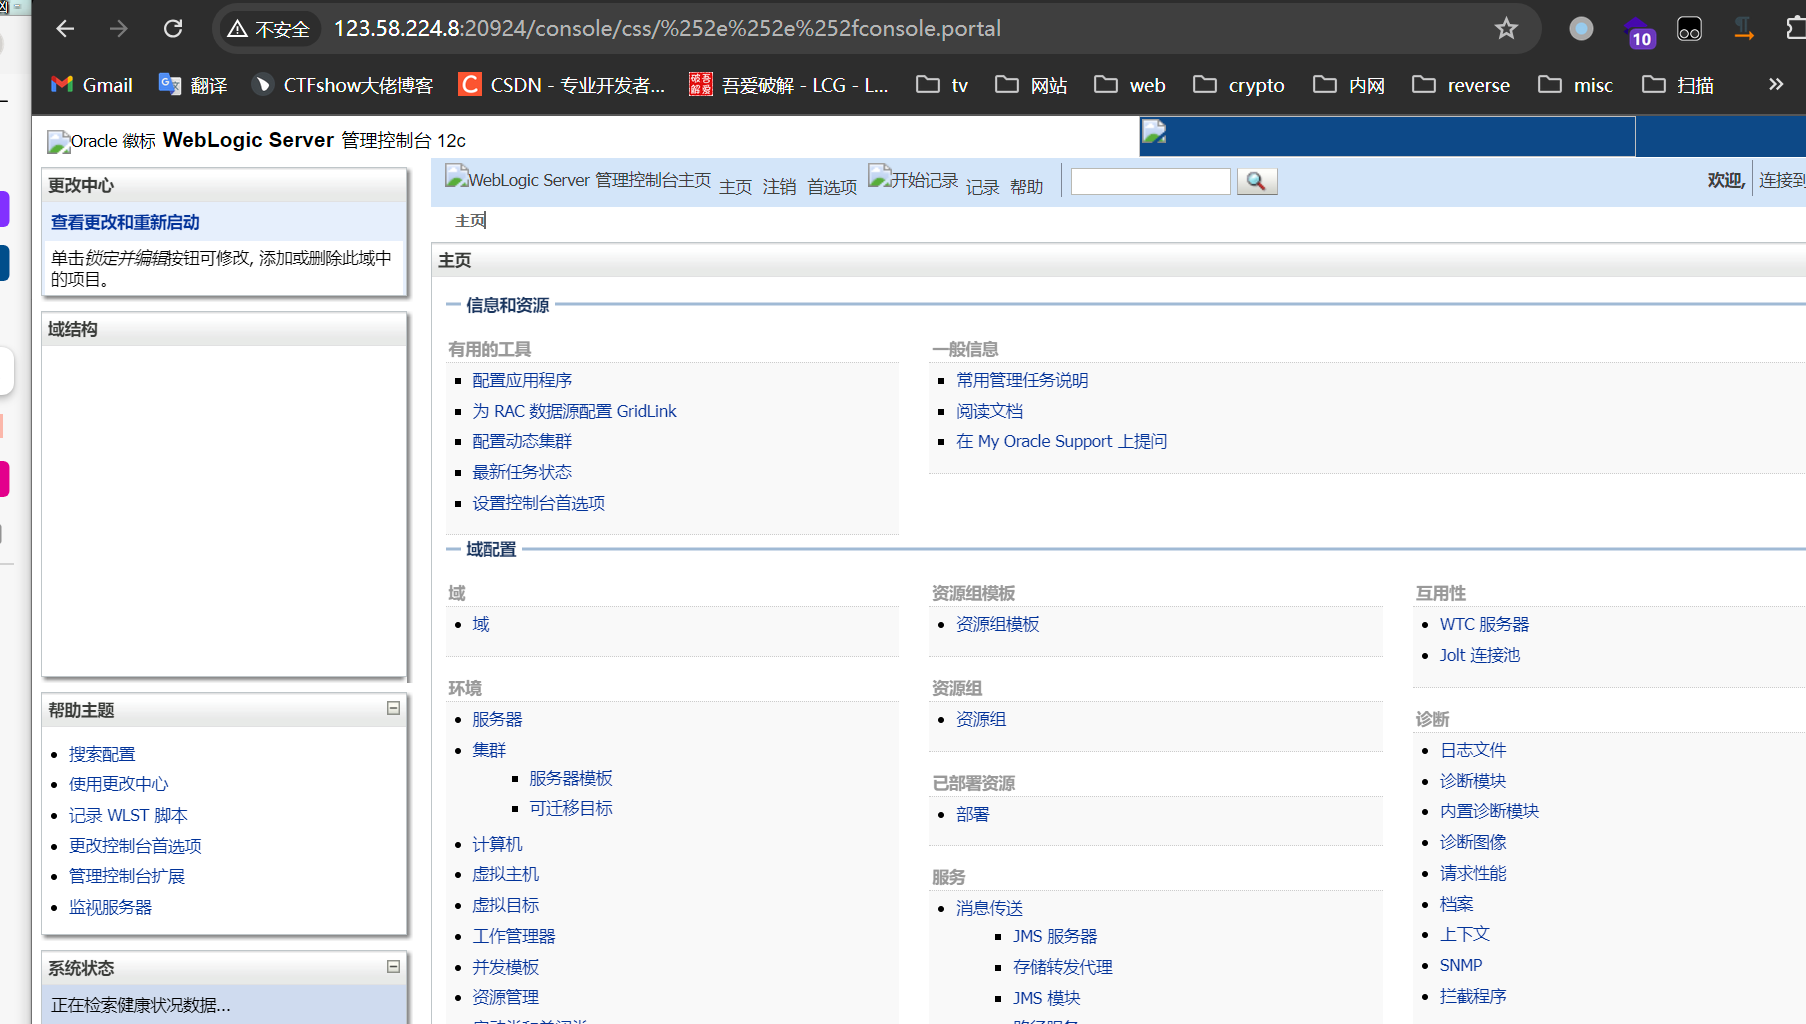 不安全 123.58.224.8:20924/console/css/%252e%252e%252fconsole.portal
10
Gmail 翻译 CTFshow大佬博客 CSDN - 专业开发者... 吾爱破解 - LCG - L... tv 网站 web crypto 内网 reverse misc 扫描
Oracle 徽标 WebLogic Server 管理控制台 12c
更改中心
查看更改和重新启动
单击锁定并编辑按钮可修改, 添加或删除此域中
的项目。
域结构
帮助主题
搜索配置
使用更改中心
记录 WLST 脚本
更改控制台首选项
管理控制台扩展
监视服务器
系统状态
正在检索健康状况数据...
WebLogic Server 管理控制台主页 主页 注销 首选项 开始记录 记录 帮助
欢迎, 连接到
主页
主页
信息和资源
有用的工具
配置应用程序
为 RAC 数据源配置 GridLink
配置动态集群
最新任务状态
设置控制台首选项
一般信息
常用管理任务说明
阅读文档
在 My Oracle Support 上提问
域配置
域
域
环境
服务器
集群
服务器模板
可迁移目标
计算机
虚拟主机
虚拟目标
工作管理器
并发模板
资源管理
资源组模板
资源组模板
资源组
资源组
已部署资源
部署
服务
消息传送
JMS 服务器
存储转发代理
JMS 模块
互用性
WTC 服务器
Jolt 连接池
诊断
日志文件
诊断模块
内置诊断模块
诊断图像
请求性能
档案
上下文
SNMP
拦截程序